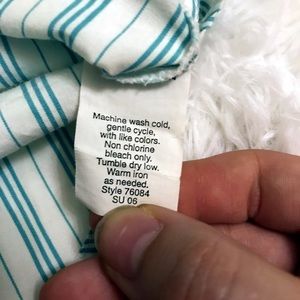 Machine wash cold,
gentle cycle,
with like colors.
Non chlorine
bleach only.
Tumble dry low.
Warm iron
as needed.
Style 76084
SU 06